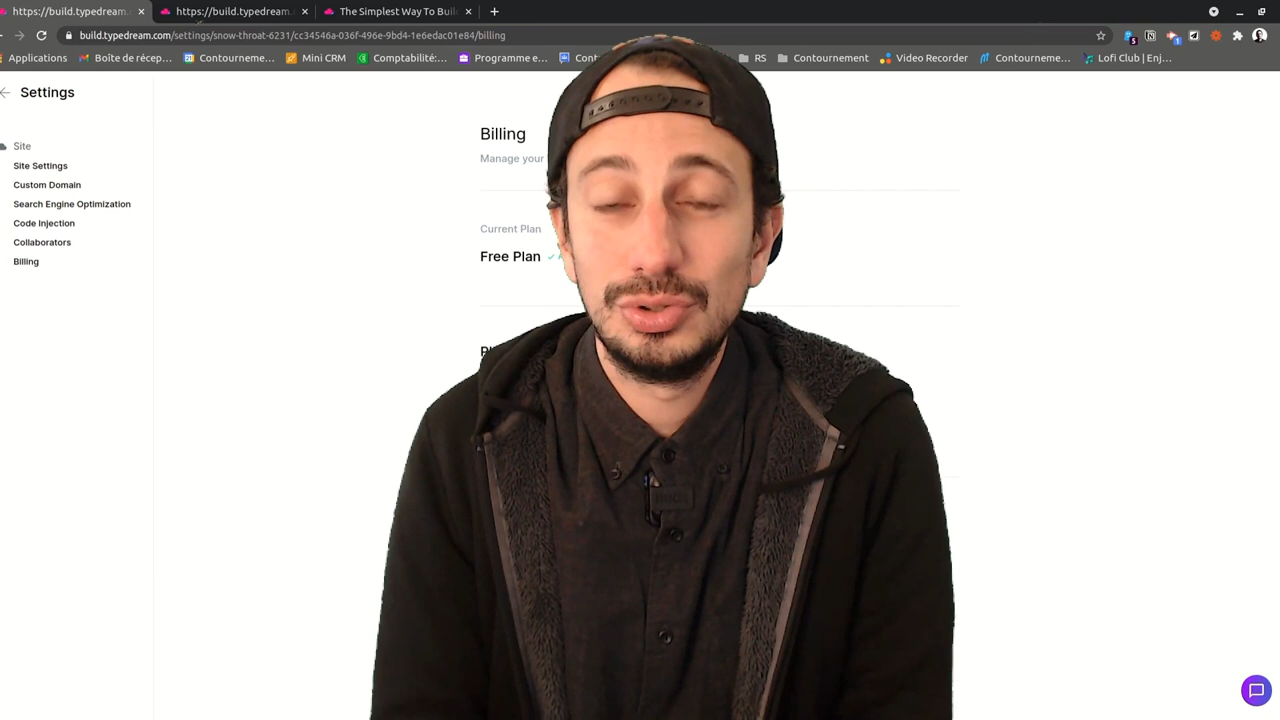 https://build.typedream.
https://build.typedream.
The Simplest Way To Buil
build.typedream.com/settings/snow-throat-6231/cc34546a-036f-496e-9bd4-1e6edac01e84/billing
Applications
Boîte de récep…
Contourneme…
Mini CRM
Comptabilité:…
Programme e…
Cont
RS
Contournement
Video Recorder
Contourneme…
Lofi Club | Enj…
Settings
Site
Site Settings
Custom Domain
Search Engine Optimization
Code Injection
Collaborators
Billing
Billing
Manage your
Current Plan
Free Plan